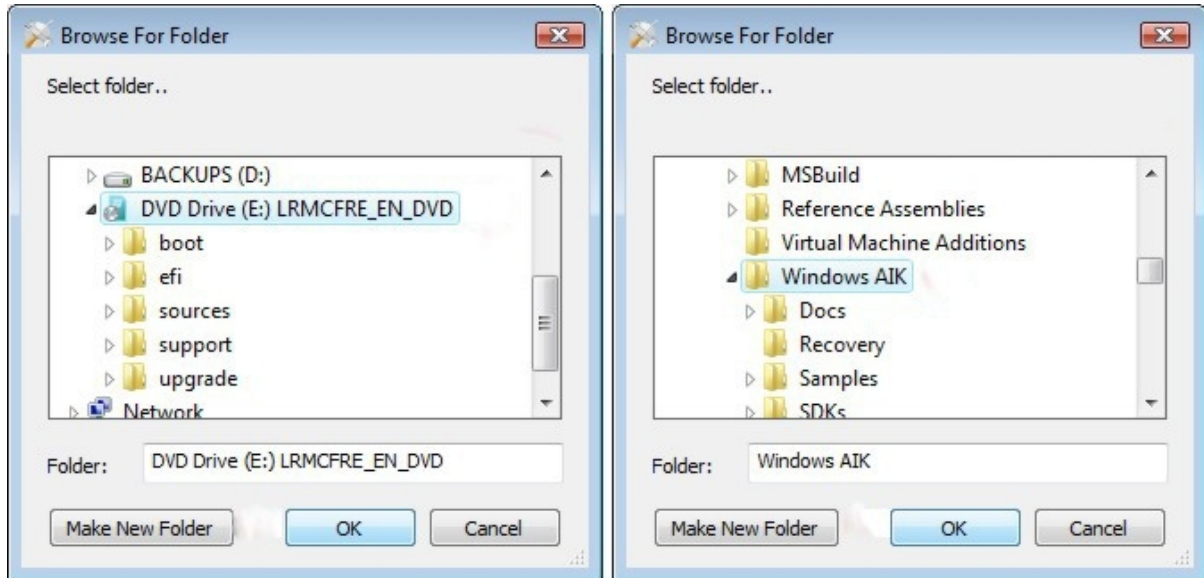 Browse For Folder
Select folder..
BACKUPS (D:)
DVD Drive (E:) LRMCFRE_EN_DVD
boot
efi
sources
support
upgrade
Network
Folder: DVD Drive (E:) LRMCFRE_EN_DVD
Make New Folder OK Cancel
Browse For Folder
Select folder..
MSBuild
Reference Assemblies
Virtual Machine Additions
Windows AIK
Docs
Recovery
Samples
SDKs
Folder: Windows AIK
Make New Folder OK Cancel